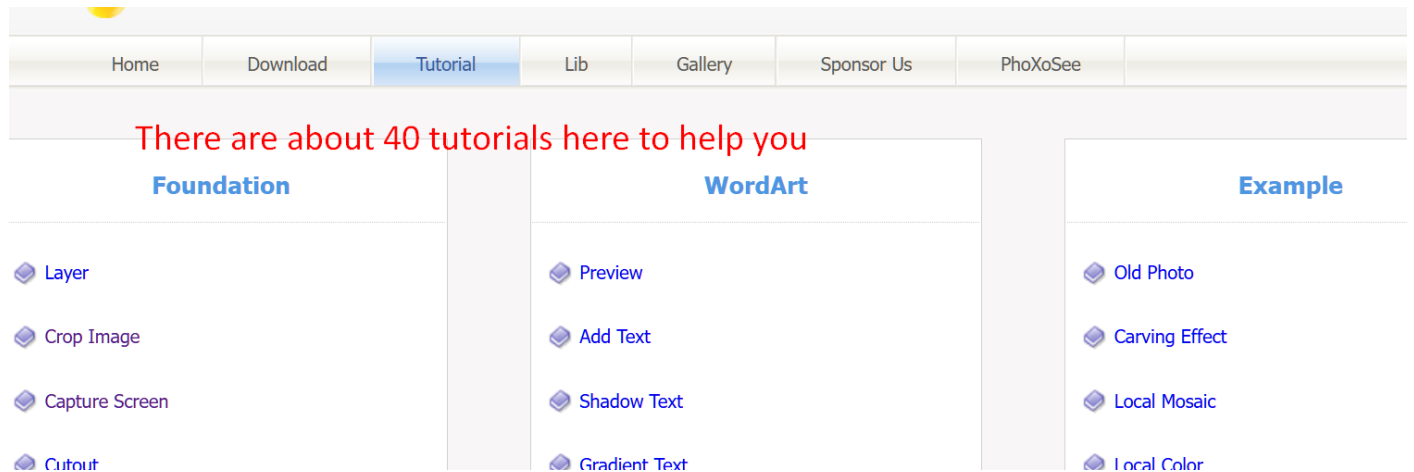 Home Download Tutorial Lib Gallery Sponsor Us PhoXoSee
There are about 40 tutorials here to help you
Foundation WordArt Example
Layer Preview Old Photo
Crop Image Add Text Carving Effect
Capture Screen Shadow Text Local Mosaic
Cutout Gradient Text Local Color